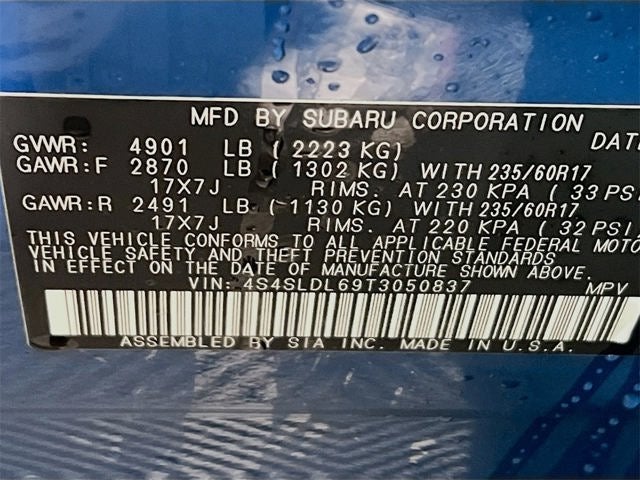 MFD BY SUBARU CORPORATION DATE
GVWR: 4901 LB ( 2223 KG)
GAWR:F 2870 LB ( 1302 KG) WITH 235/60R17
17X7J RIMS. AT 230 KPA ( 33 PSI
GAWR:R 2491 LB ( 1130 KG) WITH 235/60R17
17X7J RIMS. AT 220 KPA ( 32 PSI)
THIS VEHICLE CONFORMS TO ALL APPLICABLE FEDERAL MOTO
VEHICLE SAFETY AND THEFT PREVENTION STANDARDS
IN EFFECT ON THE DATE OF MANUFACTURE SHOWN ABOVE.
VIN: 4S4SLDL69T3050837 MPV
ASSEMBLED BY SIA INC. MADE IN U.S.A.